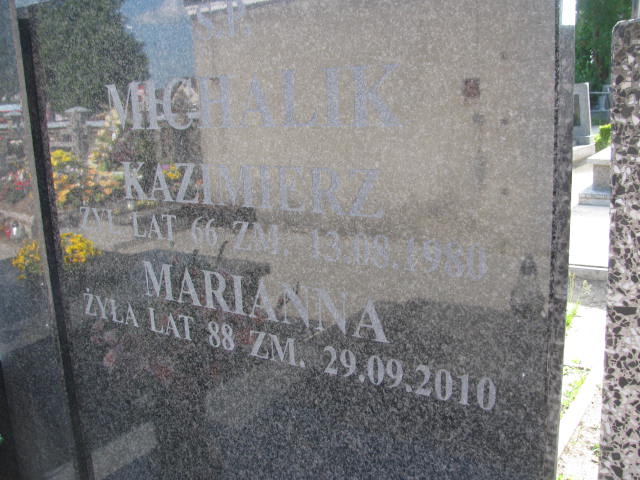 Ś.P.
MICHALIK
KAZIMIERZ
ŻYŁ LAT 66 ZM. 13.08.1980
MARIANNA
ŻYŁA LAT 88 ZM. 29.09.2010